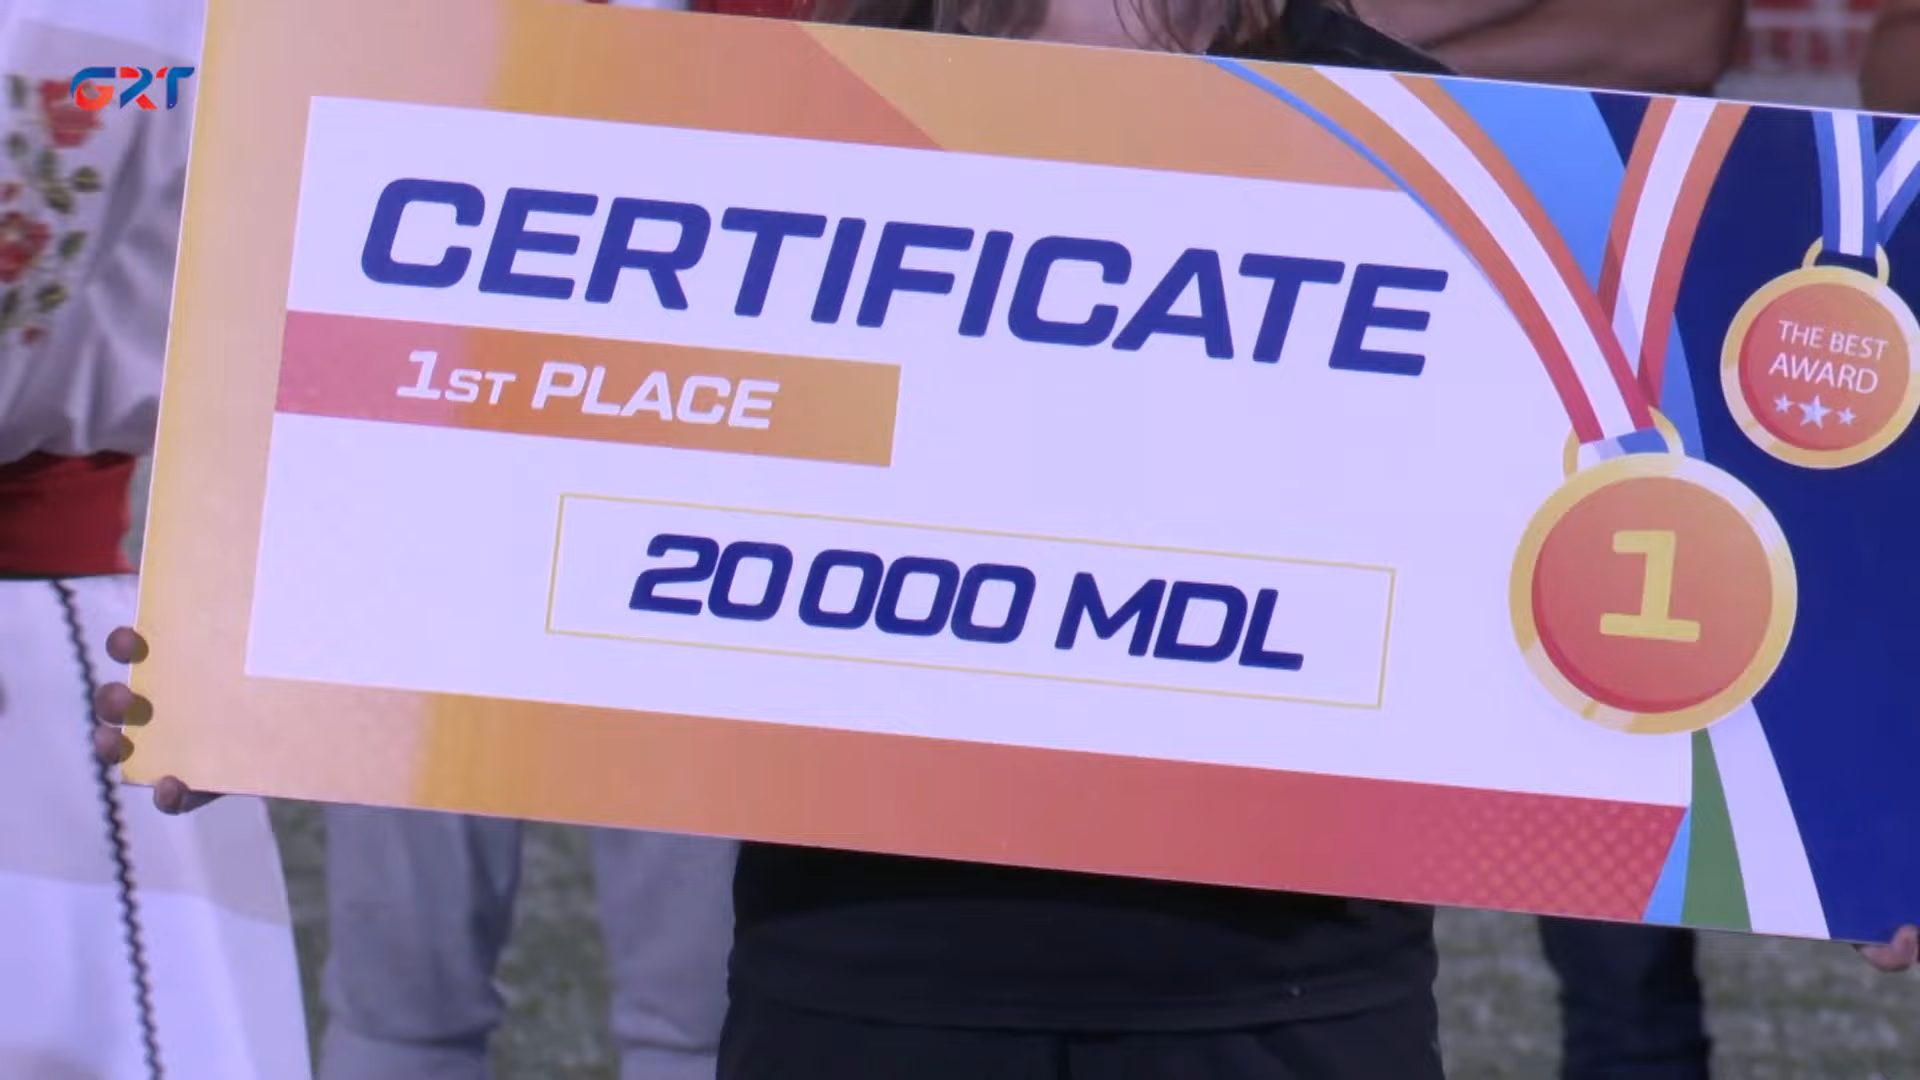 GRT
CERTIFICATE
1ST PLACE
20 000 MDL
THE BEST
AWARD
1